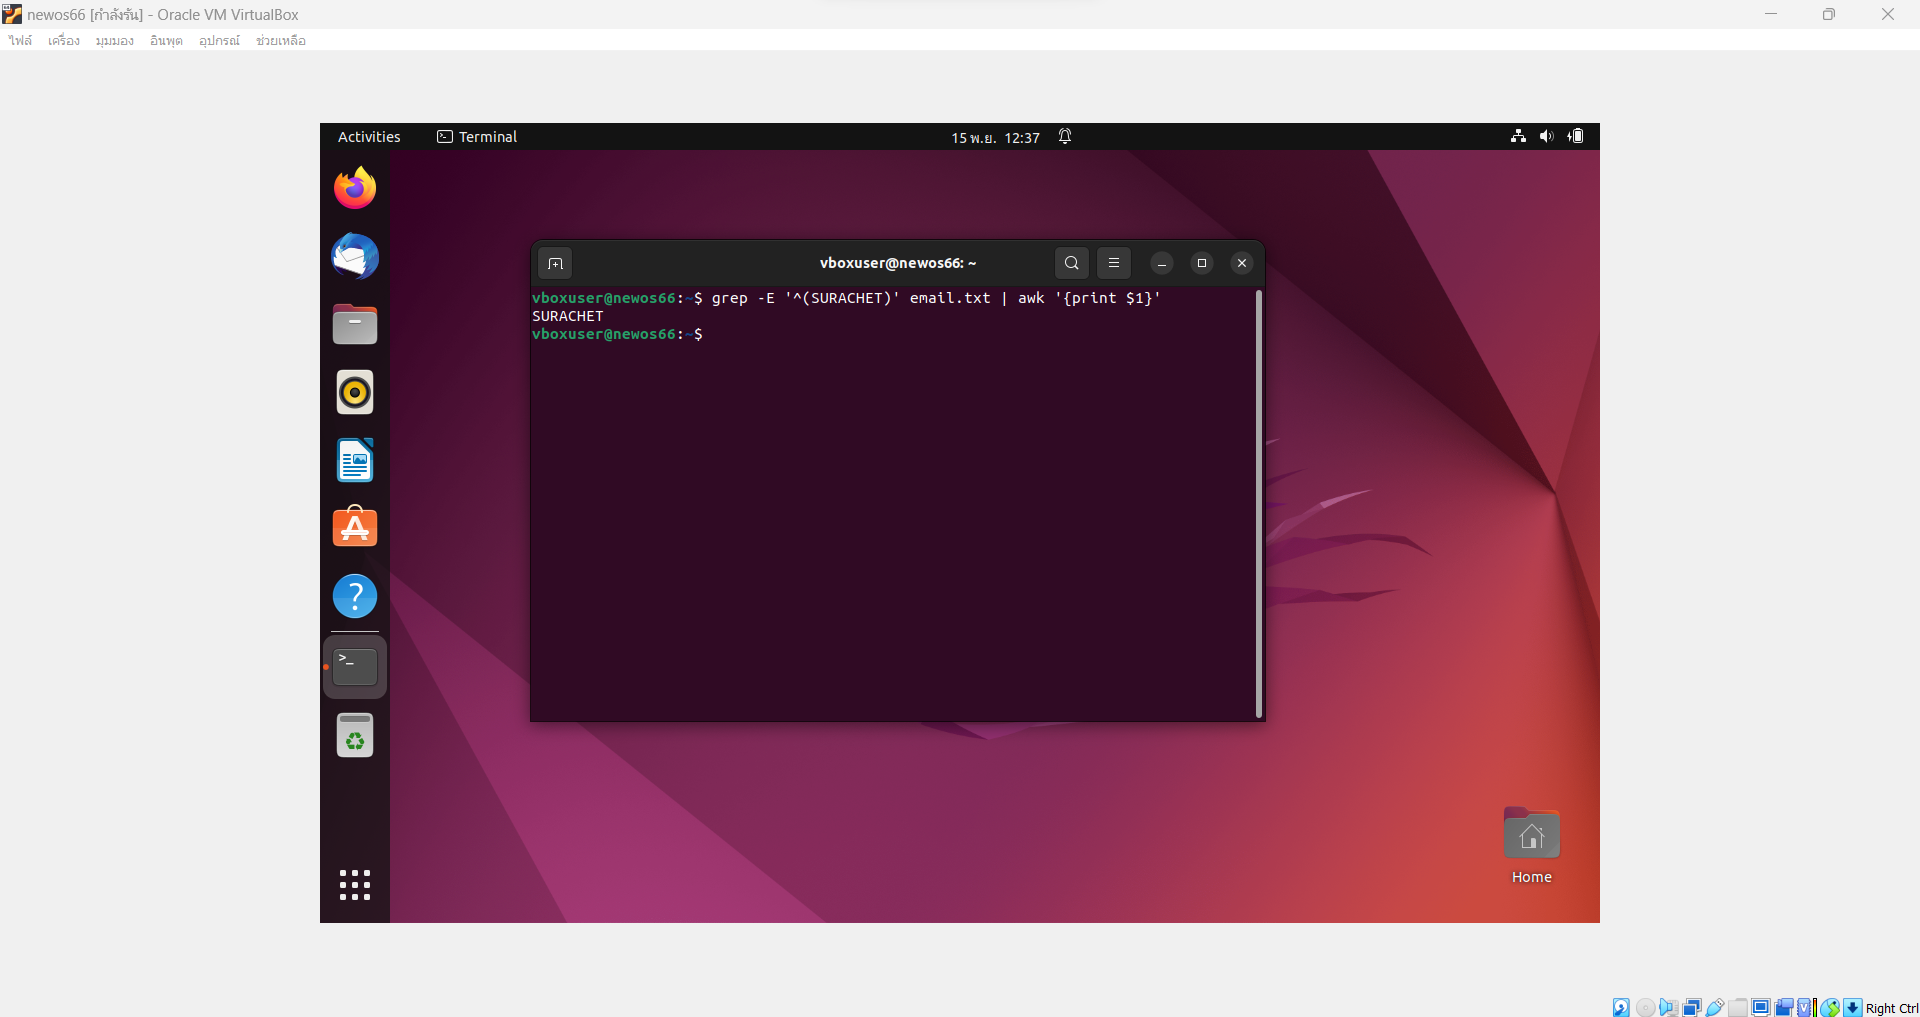 newos66 [กำลังรัน] - Oracle VM VirtualBox
ไฟล์ เครื่อง มุมมอง อินพุต อุปกรณ์ ช่วยเหลือ
Activities Terminal 15 พ.ย. 12:37
vboxuser@newos66: ~
vboxuser@newos66:~$ grep -E '^(SURACHET)' email.txt | awk '{print $1}'
SURACHET
vboxuser@newos66:~$
Home
Right Ctrl